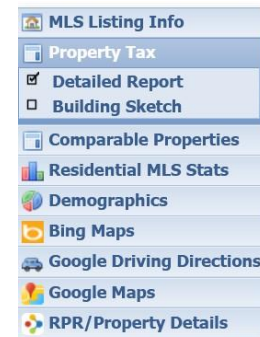 MLS Listing Info
Property Tax
Detailed Report
Building Sketch
Comparable Properties
Residential MLS Stats
Demographics
Bing Maps
Google Driving Directions
Google Maps
RPR/Property Details